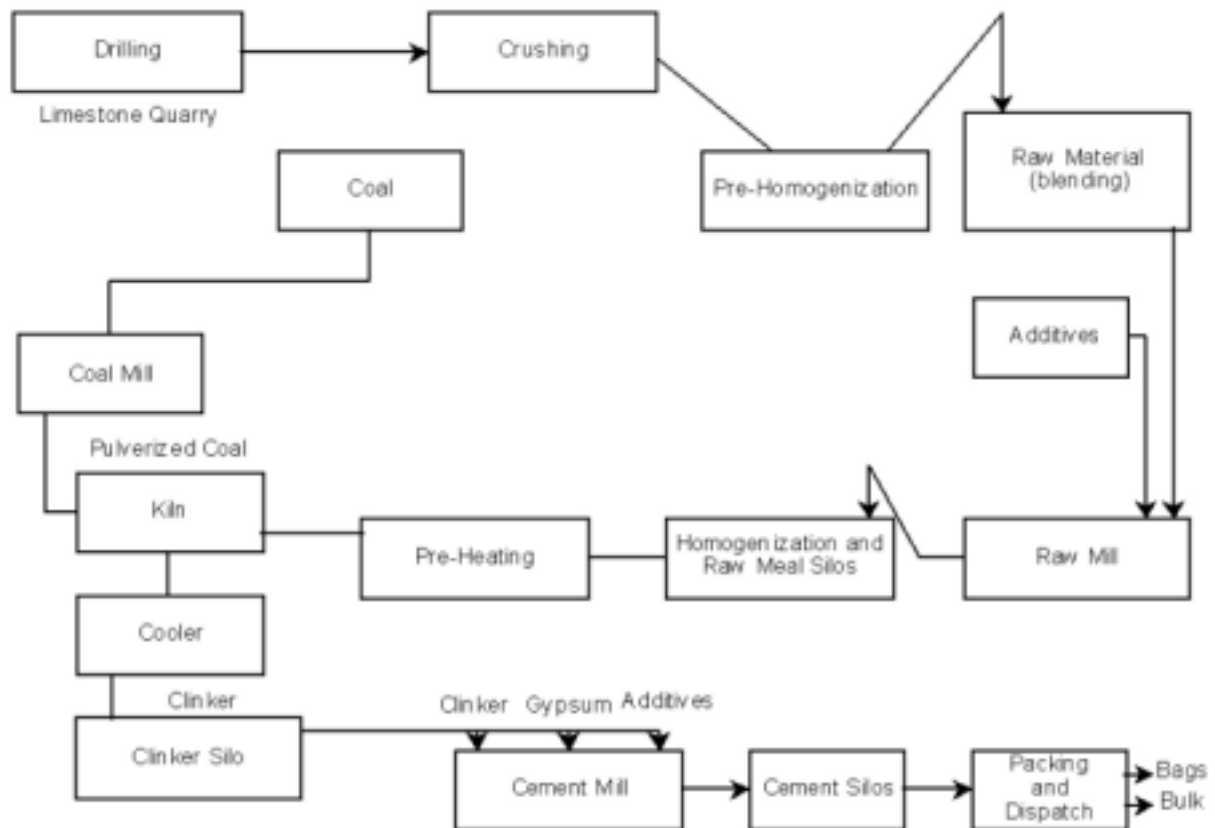 Drilling
Crushing
Limestone Quarry
Raw Material
(blending)
Coal
Pre-Homogenization
Additives
Coal Mill
Pulverized Coal
Kiln
Pre-Heating
Homogenization and
Raw Meal Silos
Raw Mill
Cooler
Clinker
Clinker Gypsum Additives
Clinker Silo
Cement Mill
Cement Silos
Packing
and
Dispatch
Bags
Bulk